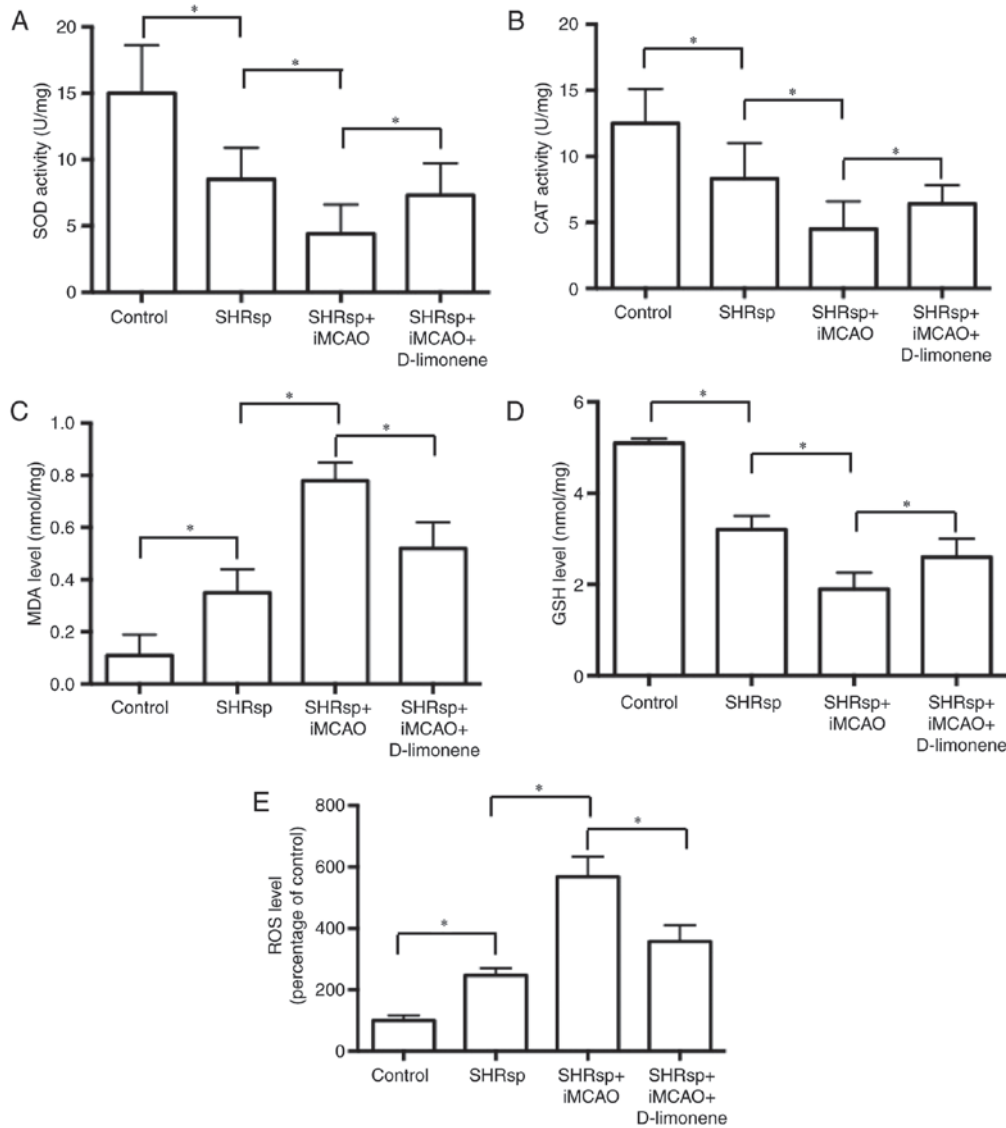 A
SOD activity (U/mg)
20
15
10
5
0
*
*
*
Control
SHRsp
SHRsp+
iMCAO
SHRsp+
iMCAO+
D-limonene
B
CAT activity (U/mg)
20
15
10
5
0
*
*
*
Control
SHRsp
SHRsp+
iMCAO
SHRsp+
iMCAO+
D-limonene
C
MDA level (nmol/mg)
1.0
0.8
0.6
0.4
0.2
0.0
*
*
*
Control
SHRsp
SHRsp+
iMCAO
SHRsp+
iMCAO+
D-limonene
D
GSH level (nmol/mg)
6
4
2
0
*
*
*
Control
SHRsp
SHRsp+
iMCAO
SHRsp+
iMCAO+
D-limonene
E
ROS level
(percentage of control)
800
600
400
200
0
*
*
*
Control
SHRsp
SHRsp+
iMCAO
SHRsp+
iMCAO+
D-limonene